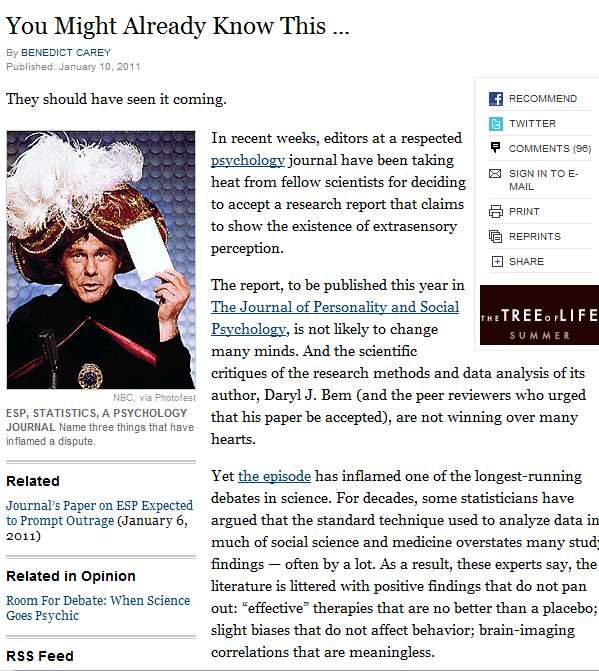 You Might Already Know This ...
By BENEDICT CAREY
Published: January 10, 2011
They should have seen it coming.
RECOMMEND
TWITTER
COMMENTS (96)
SIGN IN TO E-
MAIL
PRINT
REPRINTS
SHARE
THE TREE OF LIFE
SUMMER
NBC, via Photofest
ESP, STATISTICS, A PSYCHOLOGY
JOURNAL Name three things that have
inflamed a dispute.
Related
Journal's Paper on ESP Expected
to Prompt Outrage (January 6,
2011)
Related in Opinion
Room For Debate: When Science
Goes Psychic
RSS Feed
In recent weeks, editors at a respected
psychology journal have been taking
heat from fellow scientists for deciding
to accept a research report that claims
to show the existence of extrasensory
perception.
The report, to be published this year in
The Journal of Personality and Social
Psychology, is not likely to change
many minds. And the scientific
critiques of the research methods and data analysis of its
author, Daryl J. Bem (and the peer reviewers who urged
that his paper be accepted), are not winning over many
hearts.
Yet the episode has inflamed one of the longest-running
debates in science. For decades, some statisticians have
argued that the standard technique used to analyze data in
much of social science and medicine overstates many study
findings — often by a lot. As a result, these experts say, the
literature is littered with positive findings that do not pan
out: “effective” therapies that are no better than a placebo;
slight biases that do not affect behavior; brain-imaging
correlations that are meaningless.